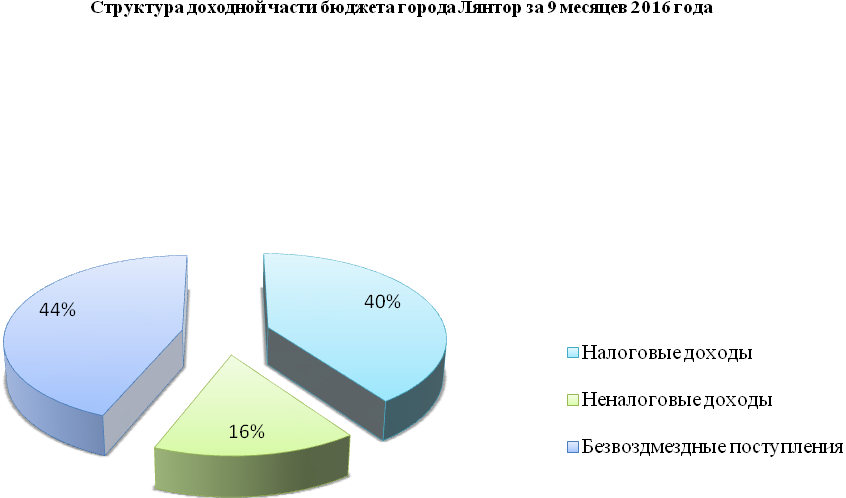 Структура доходной части бюджета города Лянтор за 9 месяцев 2016 года
44%
40%
16%
Налоговые доходы
Неналоговые доходы
Безвоздмездные поступления